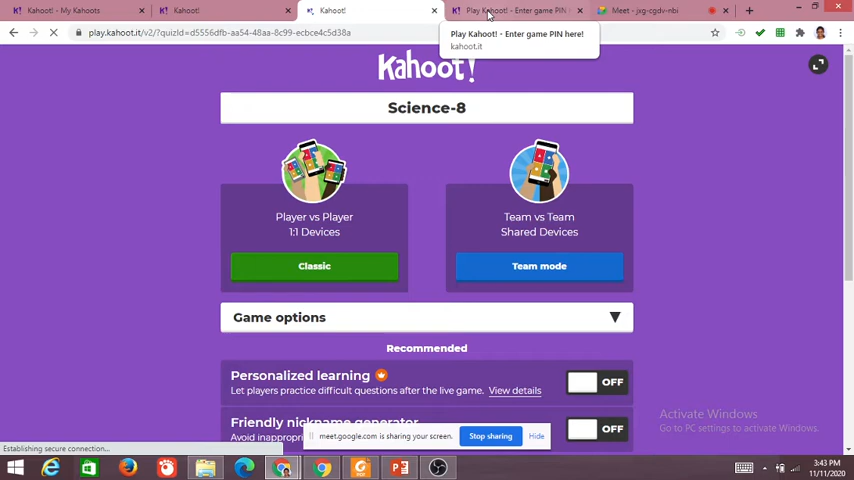 Kahoot! - My Kahoots
Kahoot!
Kahoot!
Play Kahoot! - Enter game PIN
Meet - jxg-cgdv-nbi
play.kahoot.it/v2/?quizId=d5556dfb-aa54-48aa-8c99-ecbce4c5d38a
Play Kahoot! - Enter game PIN here!
kahoot.it
Kahoot!
Science-8
Player vs Player
1:1 Devices
Classic
Team vs Team
Shared Devices
Team mode
Game options
Recommended
Personalized learning
Let players practice difficult questions after the live game. View details
OFF
Friendly nickname generator
Avoid inappro
OFF
meet.google.com is sharing your screen.
Stop sharing
Hide
Activate Windows
Go to PC settings to activate Windows.
Establishing secure connection...
3:43 PM
11/11/2020